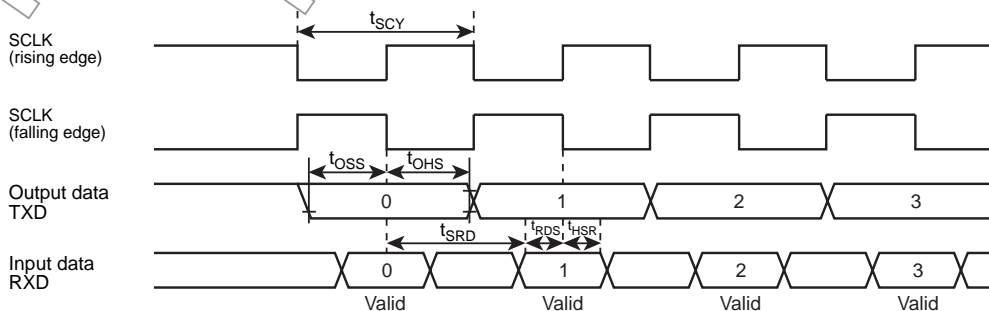 tSCY
SCLK
(rising edge)
SCLK
(falling edge)
tOSS tOHS
Output data
TXD
0 1 2 3
tSRD tRDS tHSR
Input data
RXD
0 1 2 3
Valid Valid Valid Valid